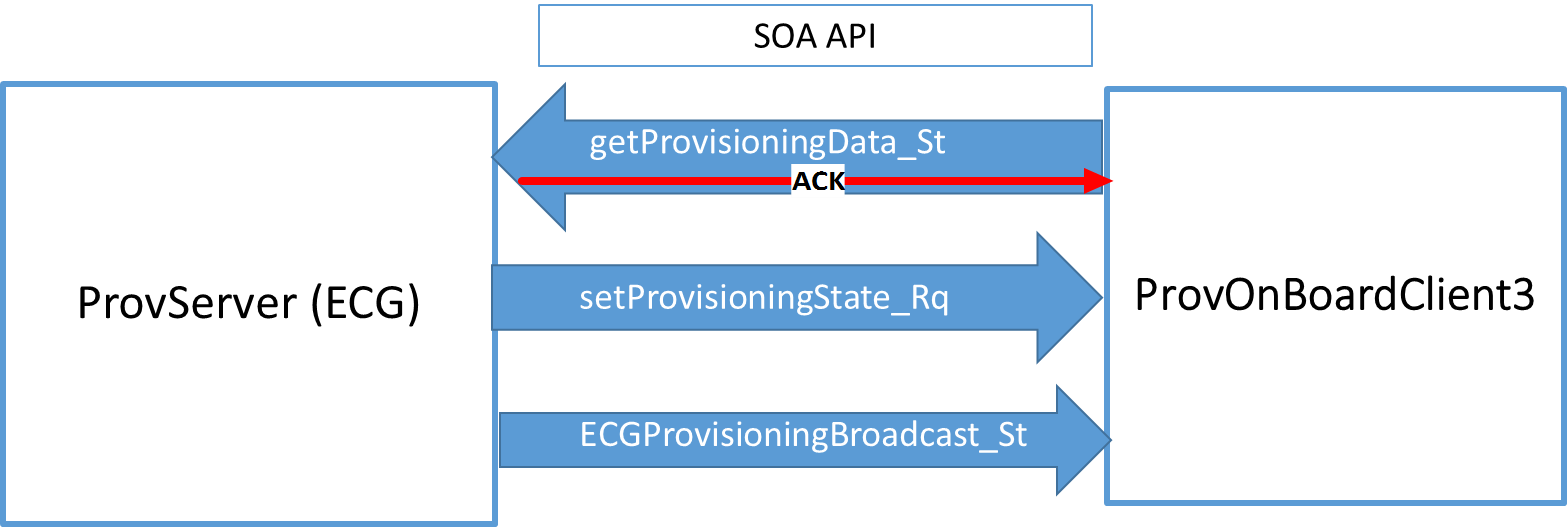 SOA API
getProvisioningData_St
ACK
ProvServer (ECG)
setProvisioningState_Rq
ProvOnBoardClient3
ECGProvisioningBroadcast_St